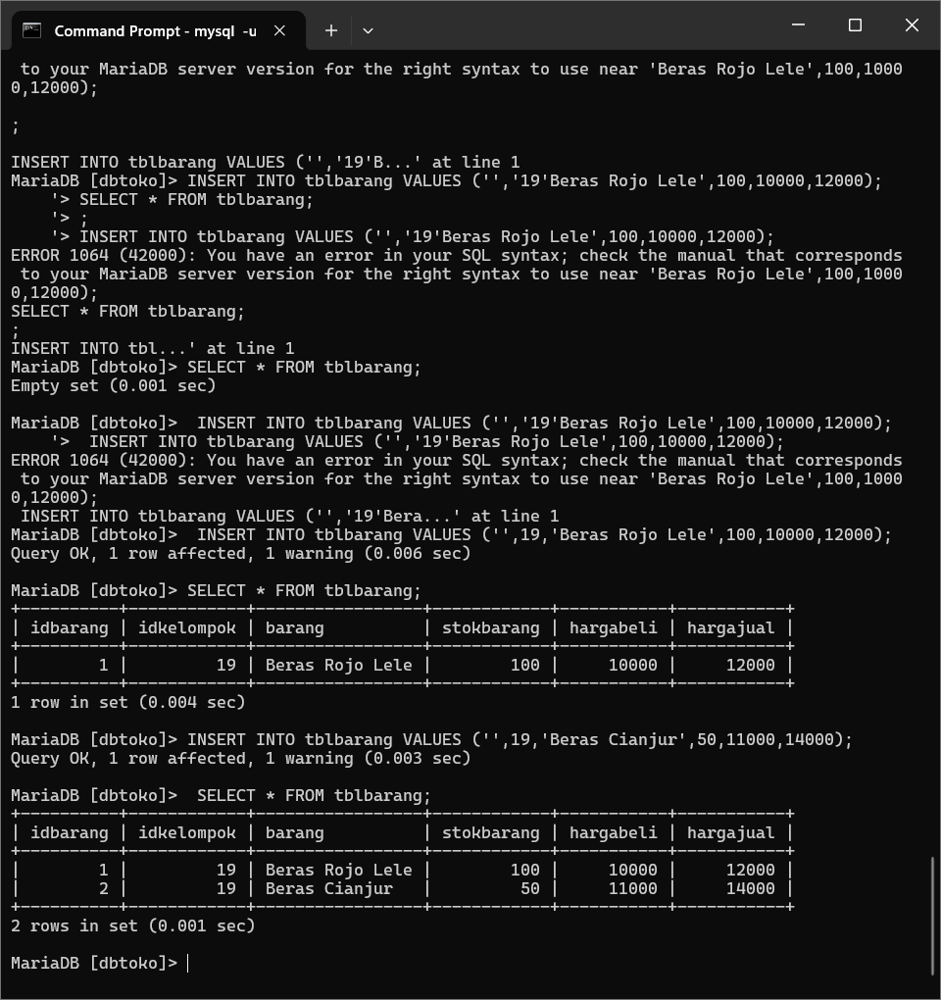 Command Prompt - mysql  -u
 to your MariaDB server version for the right syntax to use near 'Beras Rojo Lele',100,1000
0,12000);
;
INSERT INTO tblbarang VALUES ('','19'B...' at line 1
MariaDB [dbtoko]> INSERT INTO tblbarang VALUES ('','19'Beras Rojo Lele',100,10000,12000);
    '> SELECT * FROM tblbarang;
    '> ;
    '> INSERT INTO tblbarang VALUES ('','19'Beras Rojo Lele',100,10000,12000);
ERROR 1064 (42000): You have an error in your SQL syntax; check the manual that corresponds
 to your MariaDB server version for the right syntax to use near 'Beras Rojo Lele',100,1000
0,12000);
SELECT * FROM tblbarang;
;
INSERT INTO tbl...' at line 1
MariaDB [dbtoko]> SELECT * FROM tblbarang;
Empty set (0.001 sec)
MariaDB [dbtoko]>  INSERT INTO tblbarang VALUES ('','19'Beras Rojo Lele',100,10000,12000);
    '>  INSERT INTO tblbarang VALUES ('','19'Beras Rojo Lele',100,10000,12000);
ERROR 1064 (42000): You have an error in your SQL syntax; check the manual that corresponds
 to your MariaDB server version for the right syntax to use near 'Beras Rojo Lele',100,1000
0,12000);
 INSERT INTO tblbarang VALUES ('','19'Bera...' at line 1
MariaDB [dbtoko]>  INSERT INTO tblbarang VALUES ('',19,'Beras Rojo Lele',100,10000,12000);
Query OK, 1 row affected, 1 warning (0.006 sec)
MariaDB [dbtoko]> SELECT * FROM tblbarang;
+----------+------------+-----------------+------------+-----------+-----------+
| idbarang | idkelompok | barang          | stokbarang | hargabeli | hargajual |
+----------+------------+-----------------+------------+-----------+-----------+
|        1 |         19 | Beras Rojo Lele |        100 |     10000 |     12000 |
+----------+------------+-----------------+------------+-----------+-----------+
1 row in set (0.004 sec)
MariaDB [dbtoko]> INSERT INTO tblbarang VALUES ('',19,'Beras Cianjur',50,11000,14000);
Query OK, 1 row affected, 1 warning (0.003 sec)
MariaDB [dbtoko]>  SELECT * FROM tblbarang;
+----------+------------+-----------------+------------+-----------+-----------+
| idbarang | idkelompok | barang          | stokbarang | hargabeli | hargajual |
+----------+------------+-----------------+------------+-----------+-----------+
|        1 |         19 | Beras Rojo Lele |        100 |     10000 |     12000 |
|        2 |         19 | Beras Cianjur   |         50 |     11000 |     14000 |
+----------+------------+-----------------+------------+-----------+-----------+
2 rows in set (0.001 sec)
MariaDB [dbtoko]>